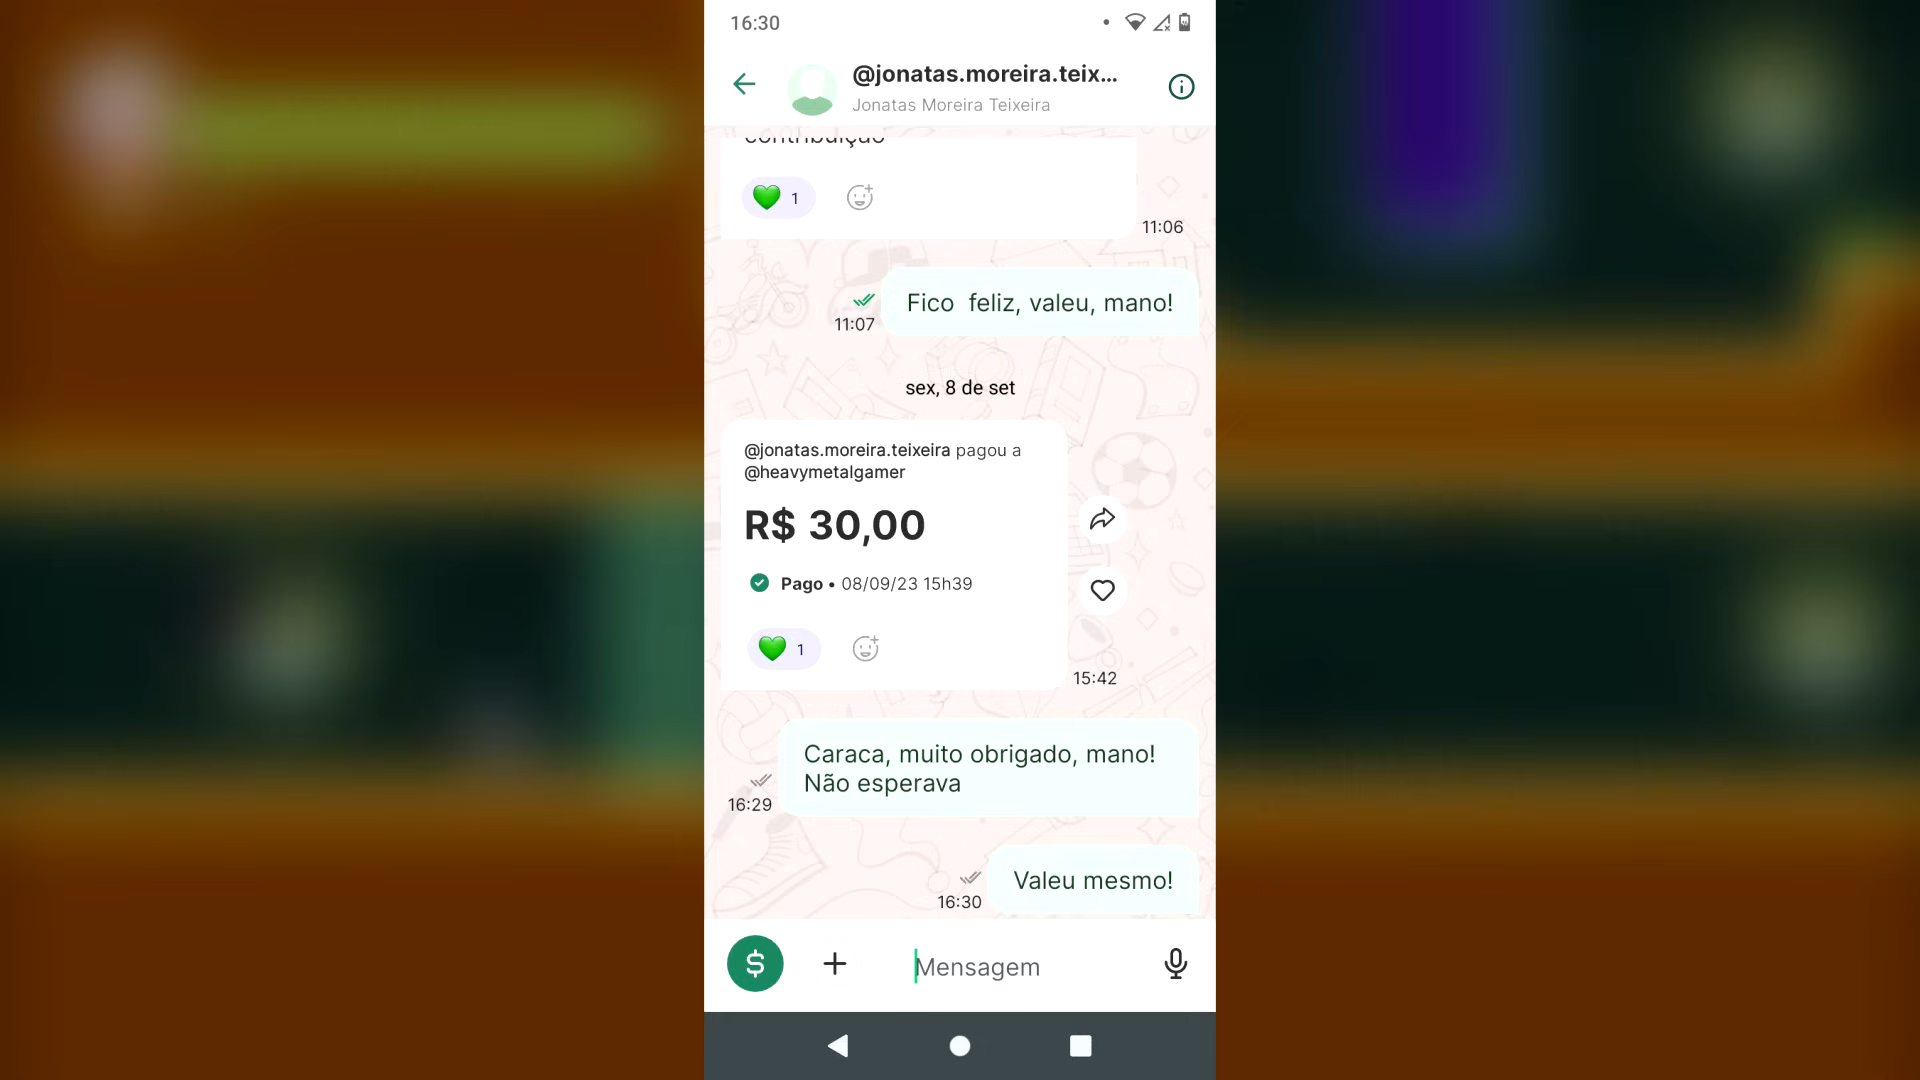 16:30
@jonatas.moreira.teix...
Jonatas Moreira Teixeira
contribuição
💚 1
11:06
Fico  feliz, valeu, mano!
11:07
sex, 8 de set
@jonatas.moreira.teixeira pagou a
@heavymetalgamer
R$ 30,00
Pago • 08/09/23 15h39
💚 1
15:42
Caraca, muito obrigado, mano!
Não esperava
16:29
Valeu mesmo!
16:30
Mensagem